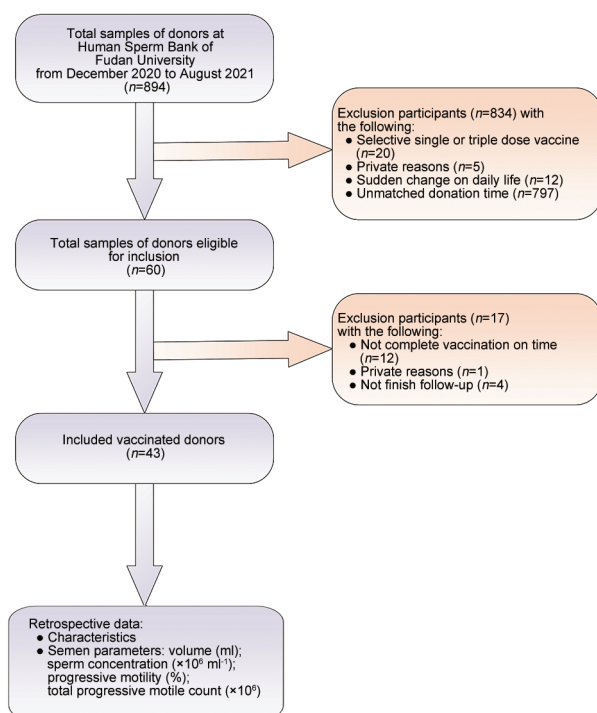 Total samples of donors at
Human Sperm Bank of
Fudan University
from December 2020 to August 2021
(n=894)
Exclusion participants (n=834) with
the following:
● Selective single or triple dose vaccine
(n=20)
● Private reasons (n=5)
● Sudden change on daily life (n=12)
● Unmatched donation time (n=797)
Total samples of donors eligible
for inclusion
(n=60)
Exclusion participants (n=17)
with the following:
● Not complete vaccination on time
(n=12)
● Private reasons (n=1)
● Not finish follow-up (n=4)
Included vaccinated donors
(n=43)
Retrospective data:
● Characteristics
● Semen parameters: volume (ml);
sperm concentration (×10⁶ ml⁻¹);
progressive motility (%);
total progressive motile count (×10⁶)